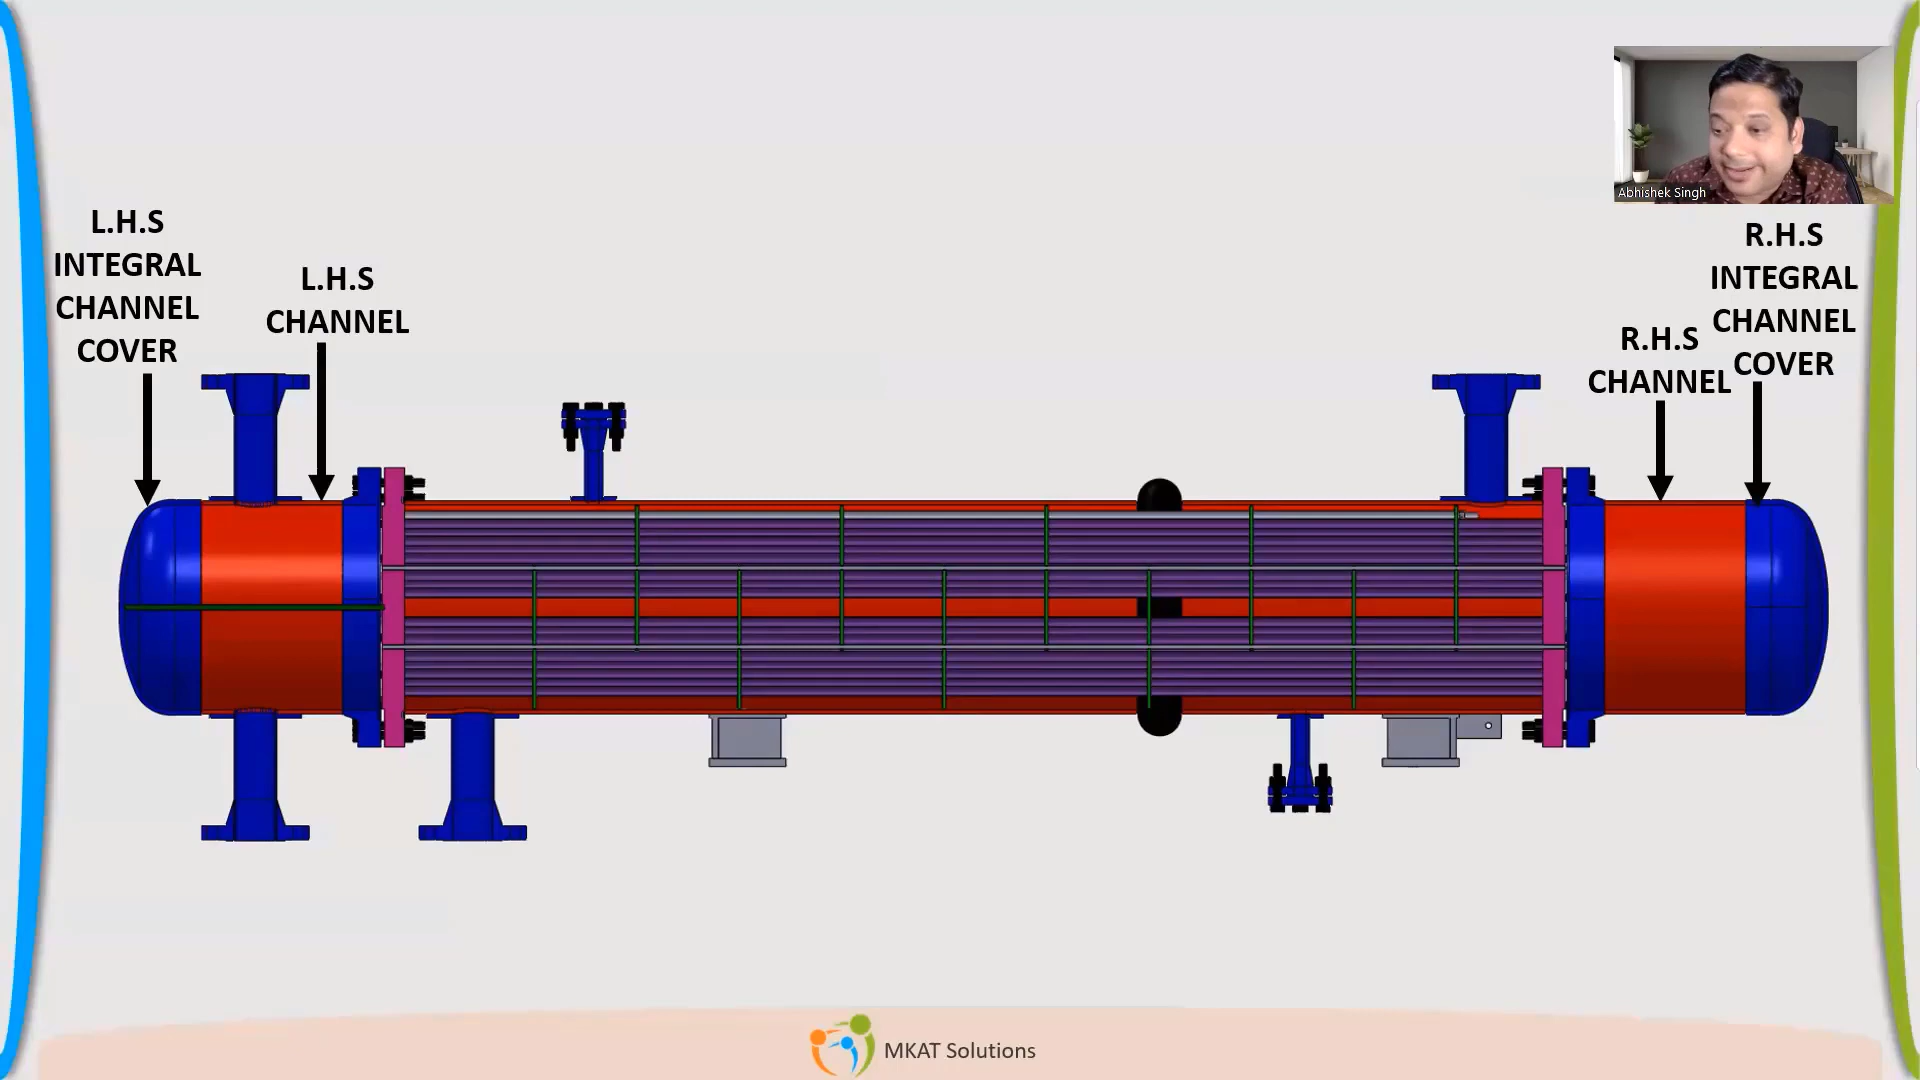 Abhishek Singh
L.H.S
INTEGRAL
CHANNEL
COVER
L.H.S
CHANNEL
R.H.S
CHANNEL
R.H.S
INTEGRAL
CHANNEL
COVER
MKAT Solutions